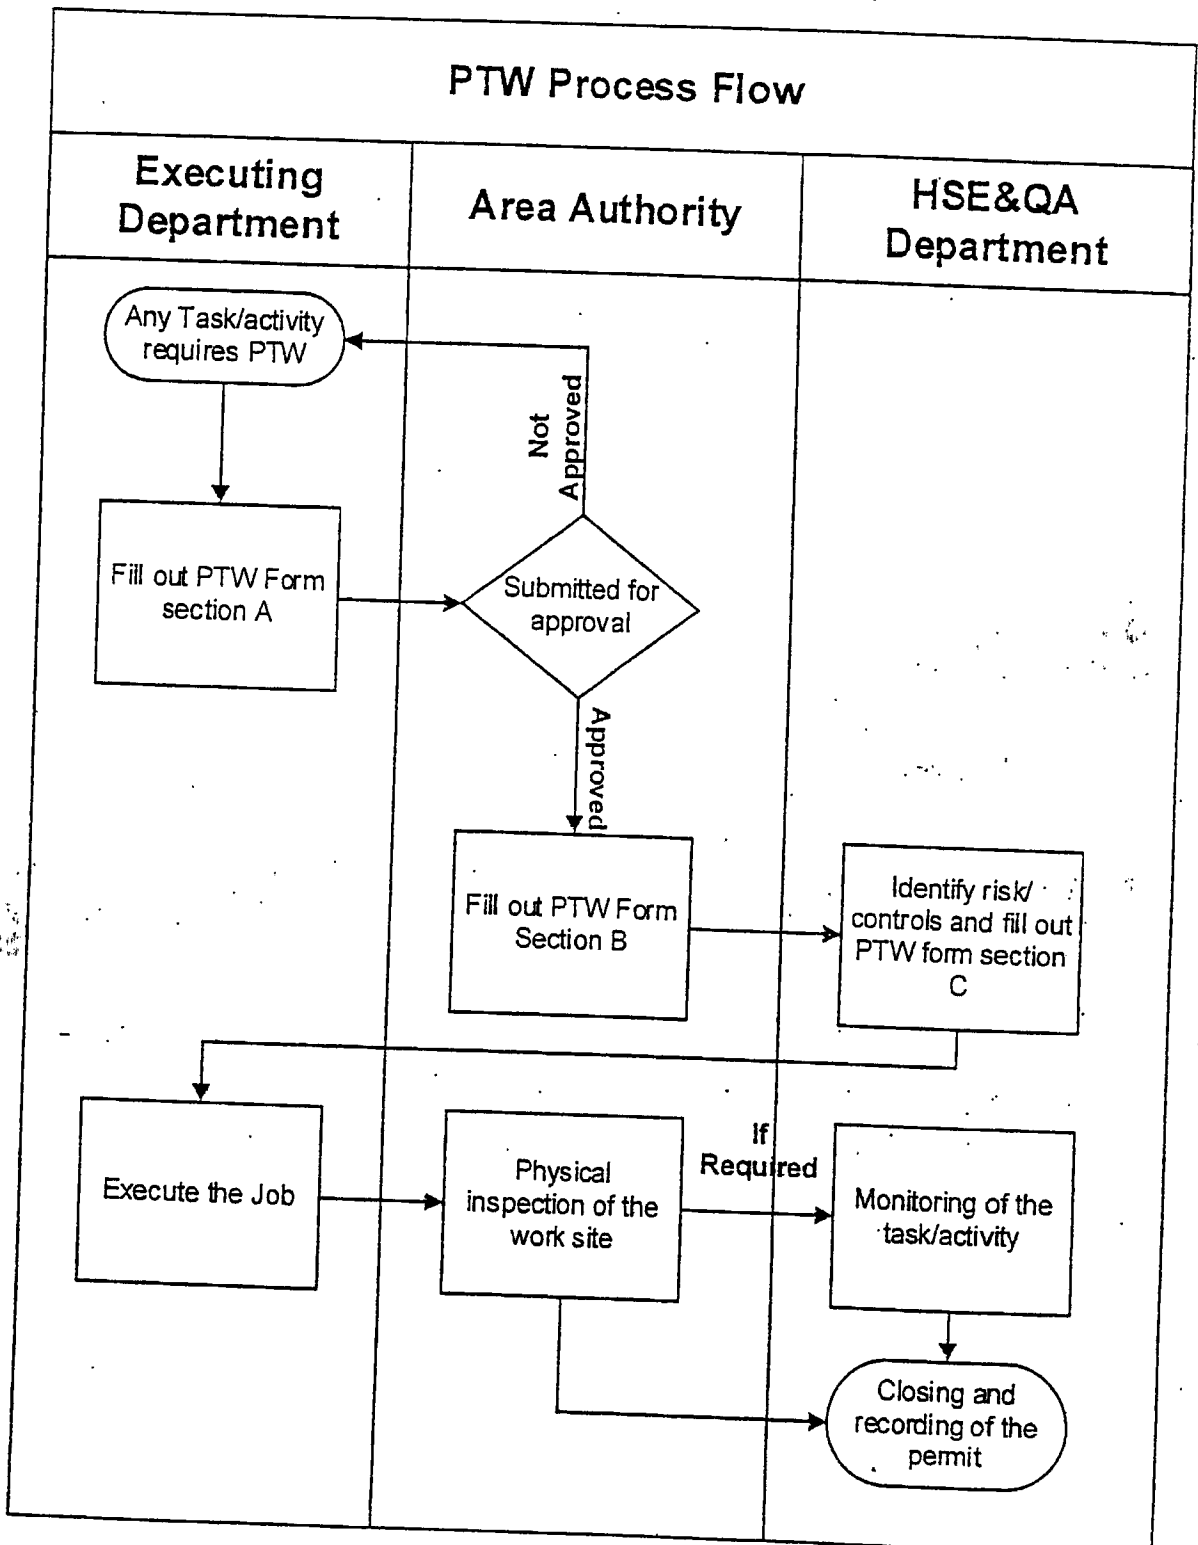 PTW Process Flow
Executing
Department
Area Authority
HSE&QA
Department
Any Task/activity
requires PTW
Not
Approved
Fill out PTW Form
section A
Submitted for
approval
Approved
Fill out PTW Form
Section B
Identify risk/
controls and fill out
PTW form section
C
Execute the Job
Physical
inspection of the
work site
If
Required
Monitoring of the
task/activity
Closing and
recording of the
permit